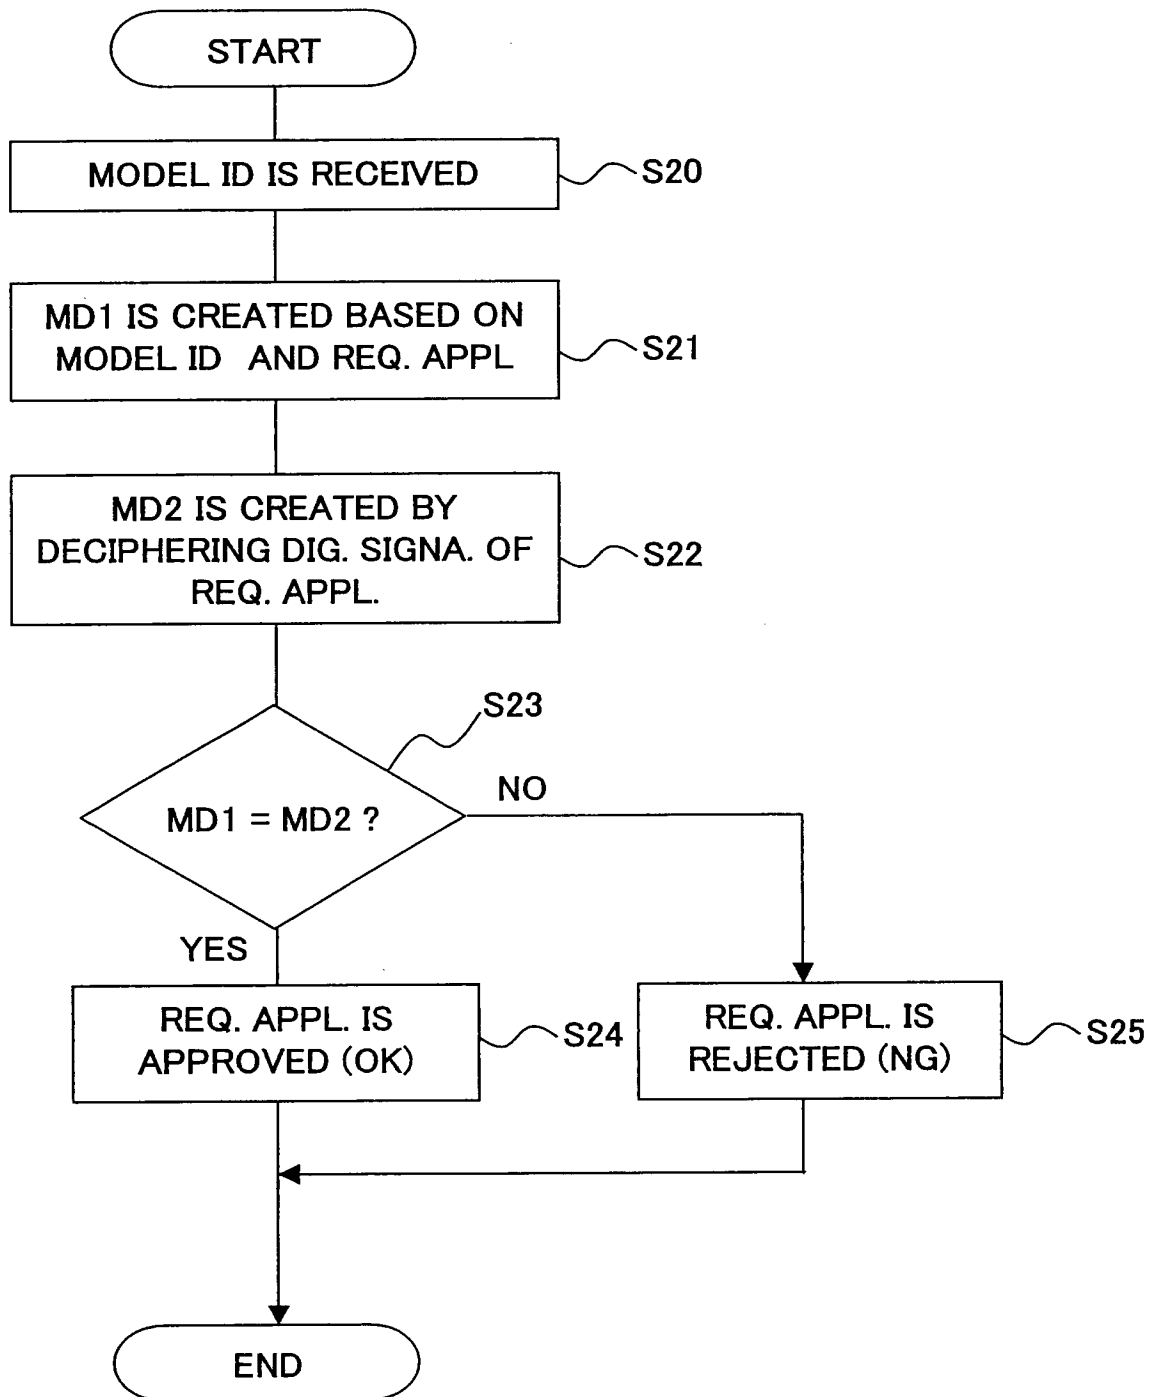 START
MODEL ID IS RECEIVED
S20
MD1 IS CREATED BASED ON
MODEL ID AND REQ. APPL
S21
MD2 IS CREATED BY
DECIPHERING DIG. SIGNA. OF
REQ. APPL.
S22
S23
MD1 = MD2 ?
NO
YES
REQ. APPL. IS
APPROVED (OK)
S24
REQ. APPL. IS
REJECTED (NG)
S25
END